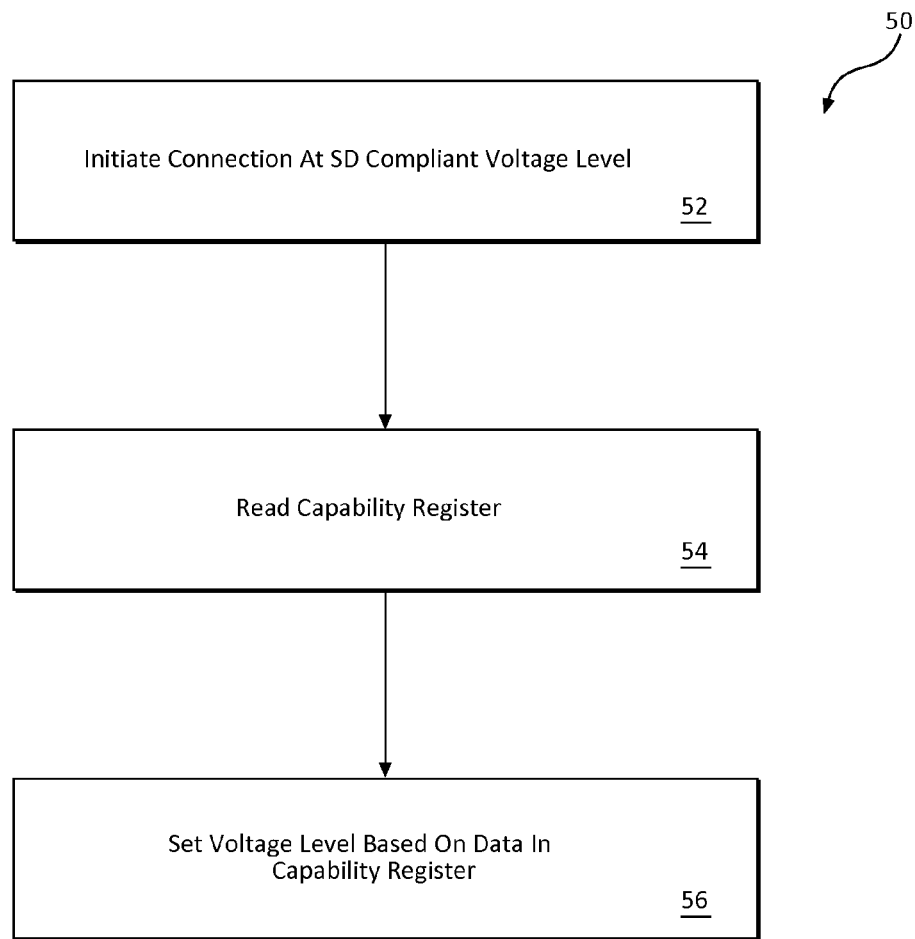 50
Initiate Connection At SD Compliant Voltage Level
52
Read Capability Register
54
Set Voltage Level Based On Data In
Capability Register
56